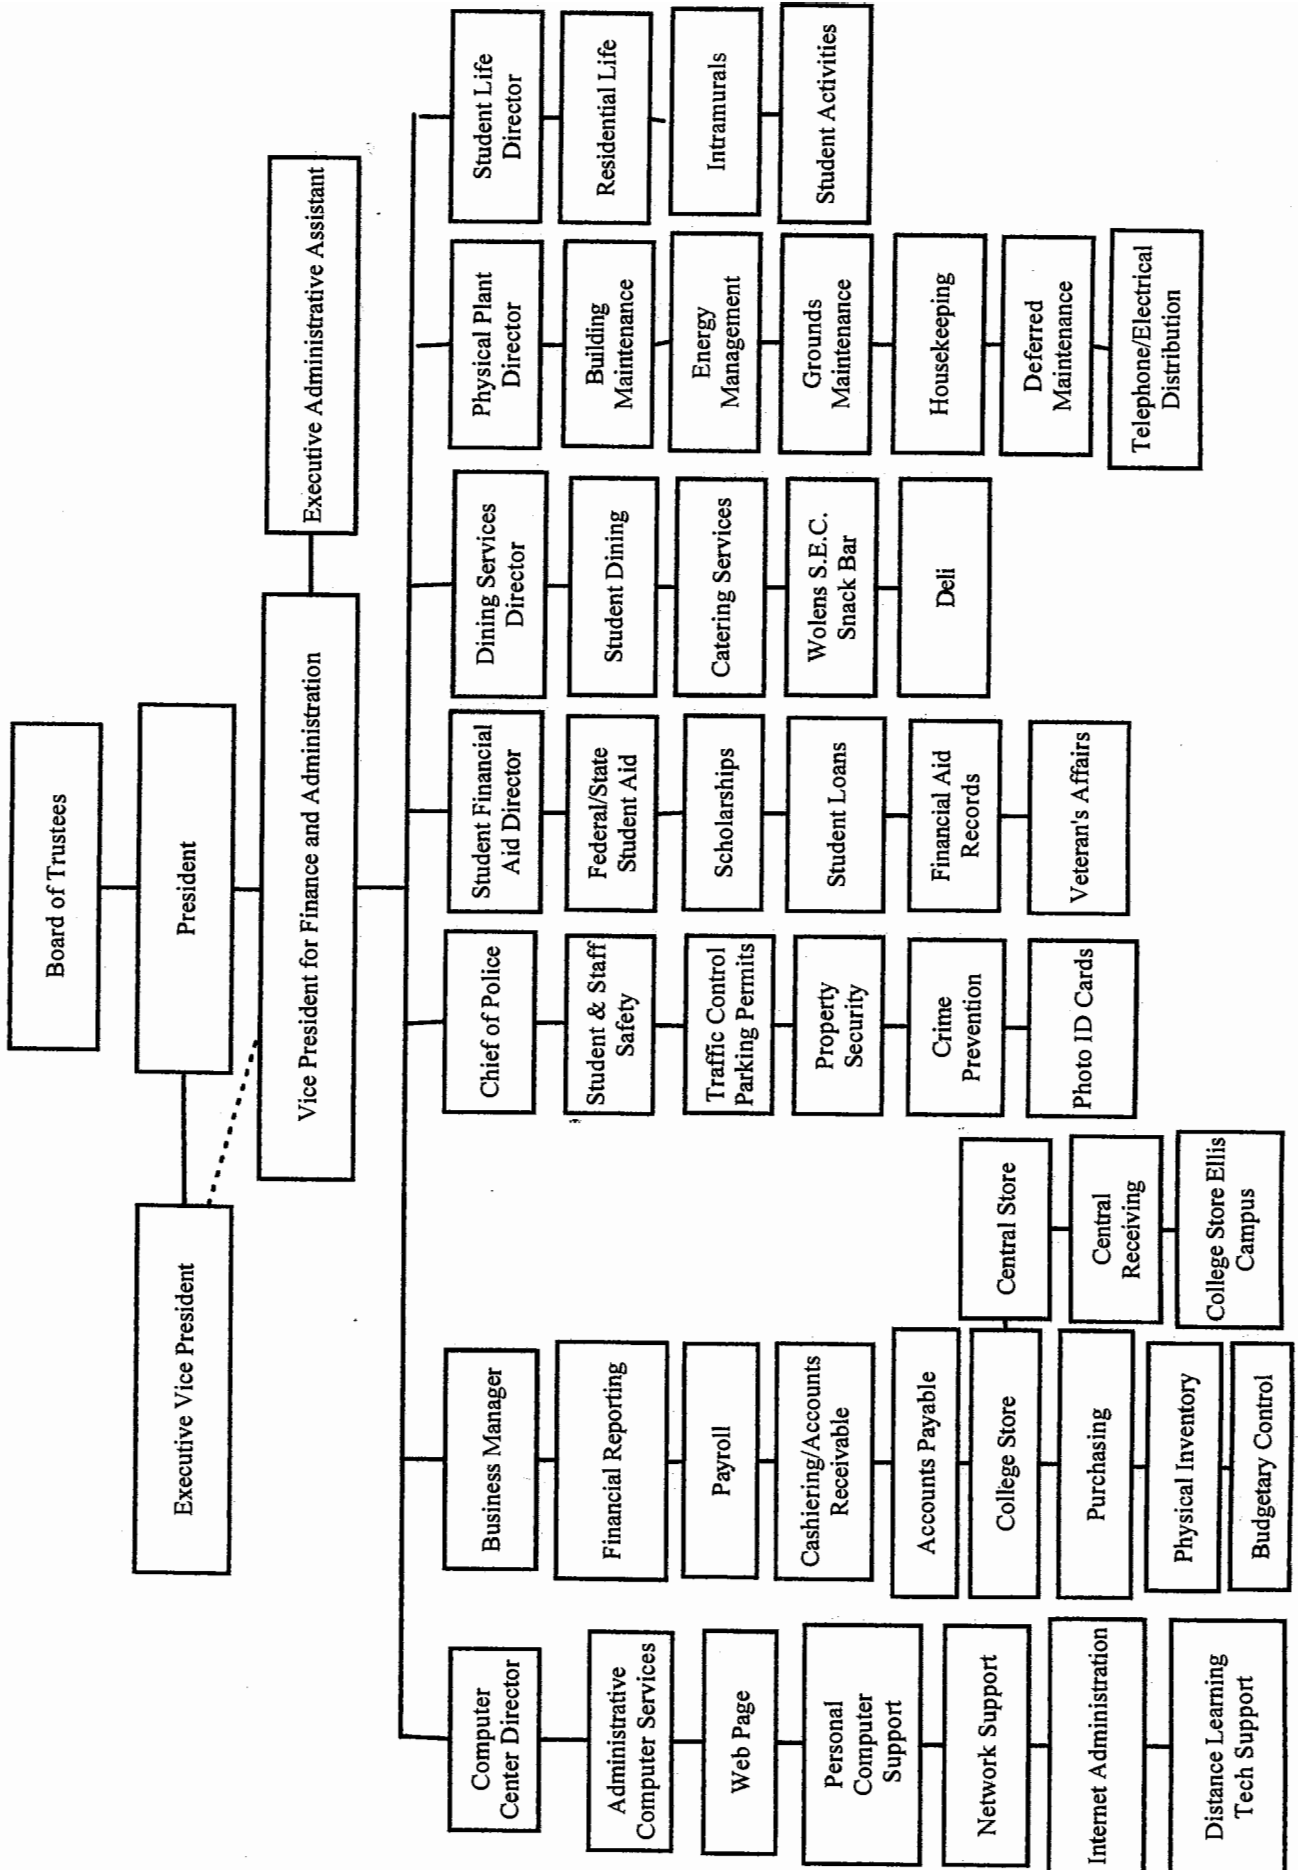 Board of Trustees
President
Executive Vice President
Vice President for Finance and Administration
Executive Administrative Assistant
Computer
Center Director
Administrative
Computer Services
Web Page
Personal
Computer
Support
Network Support
Internet Administration
Distance Learning
Tech Support
Business Manager
Financial Reporting
Payroll
Cashiering/Accounts
Receivable
Accounts Payable
College Store
Purchasing
Physical Inventory
Budgetary Control
Central Store
Central
Receiving
College Store Ellis
Campus
Chief of Police
Student & Staff
Safety
Traffic Control
Parking Permits
Property
Security
Crime
Prevention
Photo ID Cards
Student Financial
Aid Director
Federal/State
Student Aid
Scholarships
Student Loans
Financial Aid
Records
Veteran's Affairs
Dining Services
Director
Student Dining
Catering Services
Wolens S.E.C.
Snack Bar
Deli
Physical Plant
Director
Building
Maintenance
Energy
Management
Grounds
Maintenance
Housekeeping
Deferred
Maintenance
Telephone/Electrical
Distribution
Student Life
Director
Residential Life
Intramurals
Student Activities